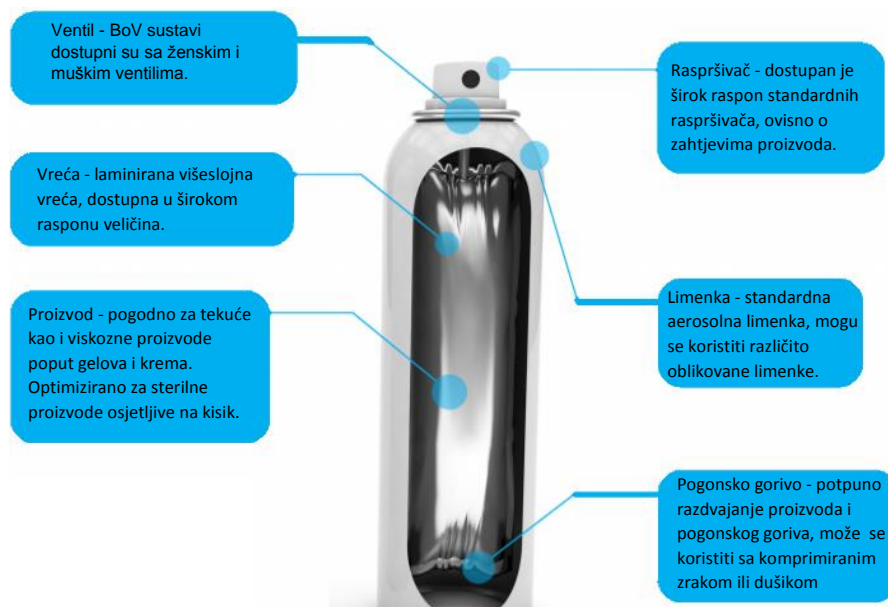 Ventil - BoV sustavi
dostupni su sa ženskim i
muškim ventilima.
Raspršivač - dostupan je
širok raspon standardnih
raspršivača, ovisno o
zahtjevima proizvoda.
Vreća - laminirana višeslojna
vreća, dostupna u širokom
rasponu veličina.
Limenka - standardna
aerosolna limenka, mogu
se koristiti različito
oblikovane limenke.
Proizvod - pogodno za tekuće
kao i viskozne proizvode
poput gelova i krema.
Optimizirano za sterilne
proizvode osjetljive na kisik.
Pogonsko gorivo - potpuno
razdvajanje proizvoda i
pogonskog goriva, može se
koristiti sa komprimiranim
zrakom ili dušikom